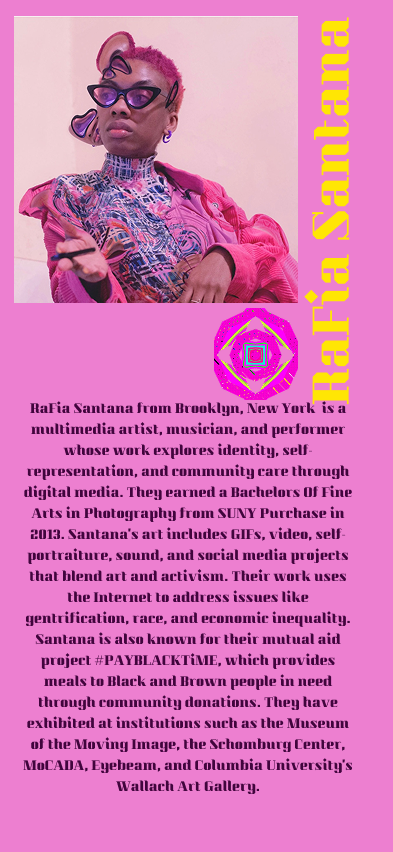 RaFia Santana
RaFia Santana from Brooklyn, New York is a
multimedia artist, musician, and performer
whose work explores identity, self-
representation, and community care through
digital media. They earned a Bachelors Of Fine
Arts in Photography from SUNY Purchase in
2013. Santana's art includes GIFs, video, self-
portraiture, sound, and social media projects
that blend art and activism. Their work uses
the Internet to address issues like
gentrification, race, and economic inequality.
Santana is also known for their mutual aid
project #PAYBLACKTiME, which provides
meals to Black and Brown people in need
through community donations. They have
exhibited at institutions such as the Museum
of the Moving Image, the Schomburg Center,
MoCADA, Eyebeam, and Columbia University's
Wallach Art Gallery.